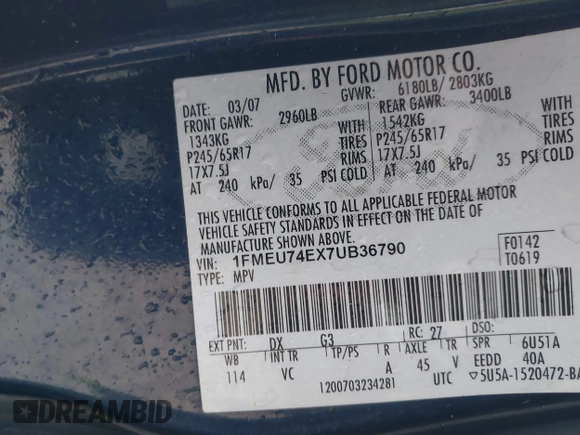 MFD. BY FORD MOTOR CO.
DATE: 03/07 GVWR: 6180LB/ 2803KG
FRONT GAWR: 2960LB REAR GAWR: 3400LB
1343KG WITH 1542KG WITH
P245/65R17 TIRES P245/65R17 TIRES
17X7.5J RIMS 17X7.5J RIMS
AT 240 kPa/ 35 PSI COLD AT 240 kPa/ 35 PSI COLD
THIS VEHICLE CONFORMS TO ALL APPLICABLE FEDERAL MOTOR
VEHICLE SAFETY STANDARDS IN EFFECT ON THE DATE OF
MANUFACTURE SHOWN ABOVE.
VIN: 1FMEU74EX7UB36790 F0142
TYPE: MPV T0619
EXT PNT: DX G3 RC: 27 DSO:
WB INT TR TP/PS R AXLE TR SPR 6U51A
114 VC A 45 V EEDD 40A
1200703234281 UTC 5U5A-1520472-BA
DREAMBID